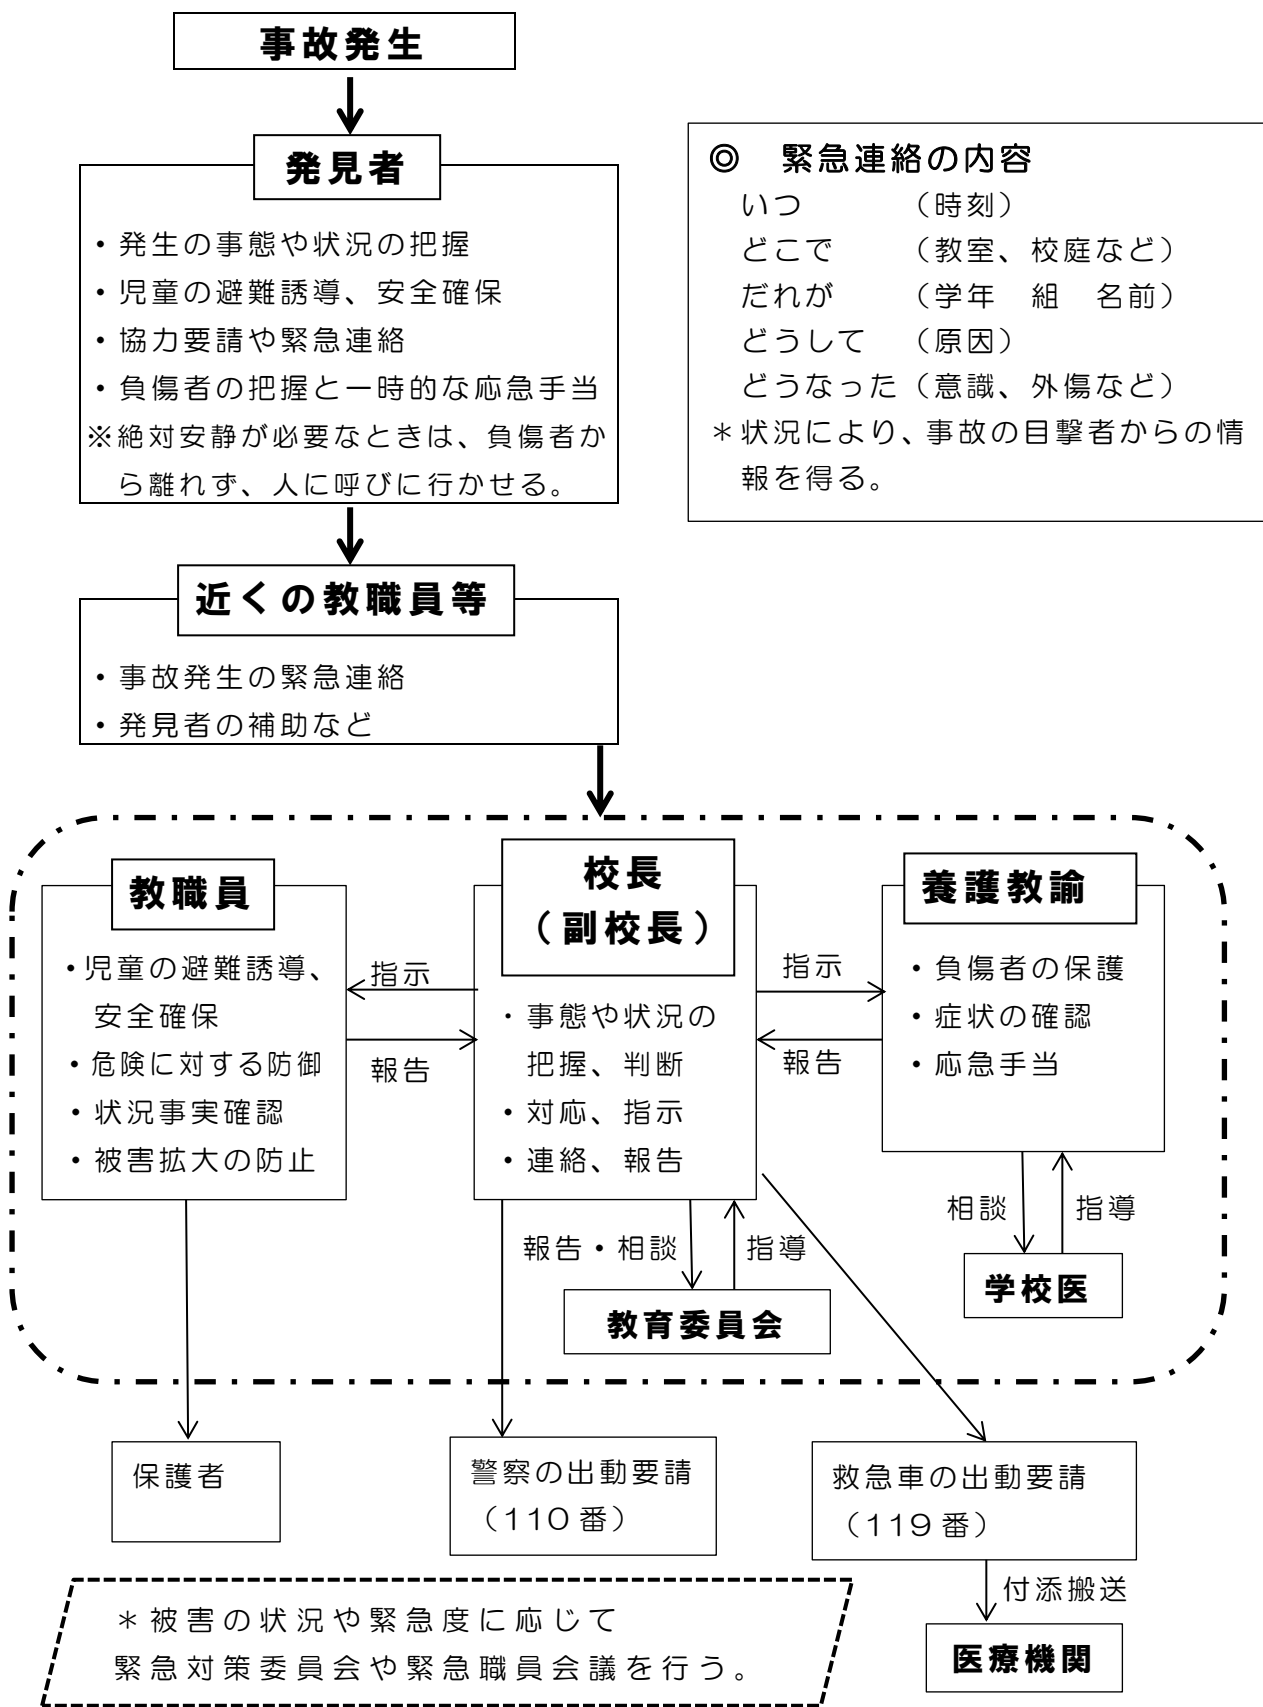 事故発生
発見者
・発生の事態や状況の把握
・児童の避難誘導、安全確保
・協力要請や緊急連絡
・負傷者の把握と一時的な応急手当
※絶対安静が必要なときは、負傷者か
ら離れず、人に呼びに行かせる。
◎　緊急連絡の内容
いつ　　　（時刻）
どこで　　（教室、校庭など）
だれが　　（学年　組　名前）
どうして　（原因）
どうなった（意識、外傷など）
＊状況により、事故の目撃者からの情
報を得る。
近くの教職員等
・事故発生の緊急連絡
・発見者の補助など
教職員
・児童の避難誘導、
安全確保
・危険に対する防御
・状況事実確認
・被害拡大の防止
指示
報告
校長
（副校長）
・事態や状況の
把握、判断
・対応、指示
・連絡、報告
指示
報告
養護教諭
・負傷者の保護
・症状の確認
・応急手当
報告・相談
指導
教育委員会
相談
指導
学校医
保護者
警察の出動要請
（110番）
救急車の出動要請
（119番）
付添搬送
医療機関
＊被害の状況や緊急度に応じて
緊急対策委員会や緊急職員会議を行う。